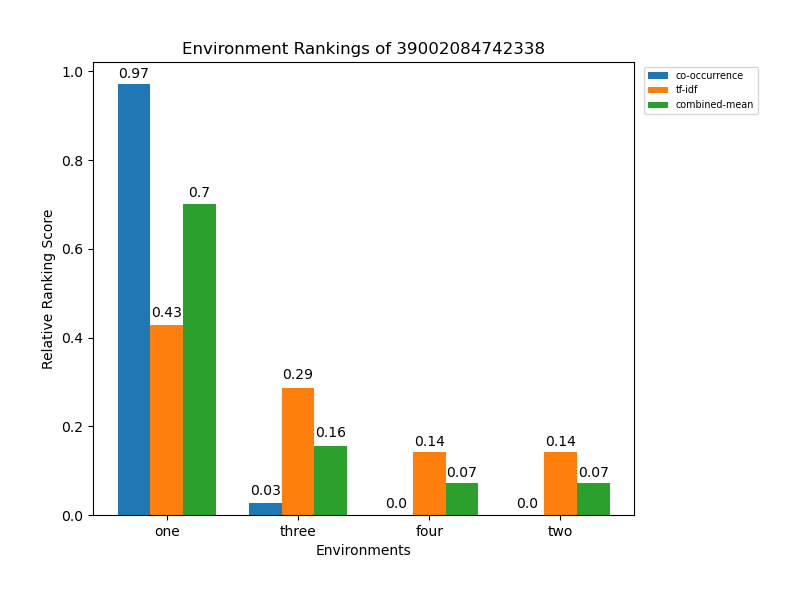 Environment Rankings of 39002084742338
co-occurrence
tf-idf
combined-mean
Relative Ranking Score
1.0
0.8
0.6
0.4
0.2
0.0
0.97
0.43
0.7
0.03
0.29
0.16
0.0
0.14
0.07
0.0
0.14
0.07
one
three
four
two
Environments